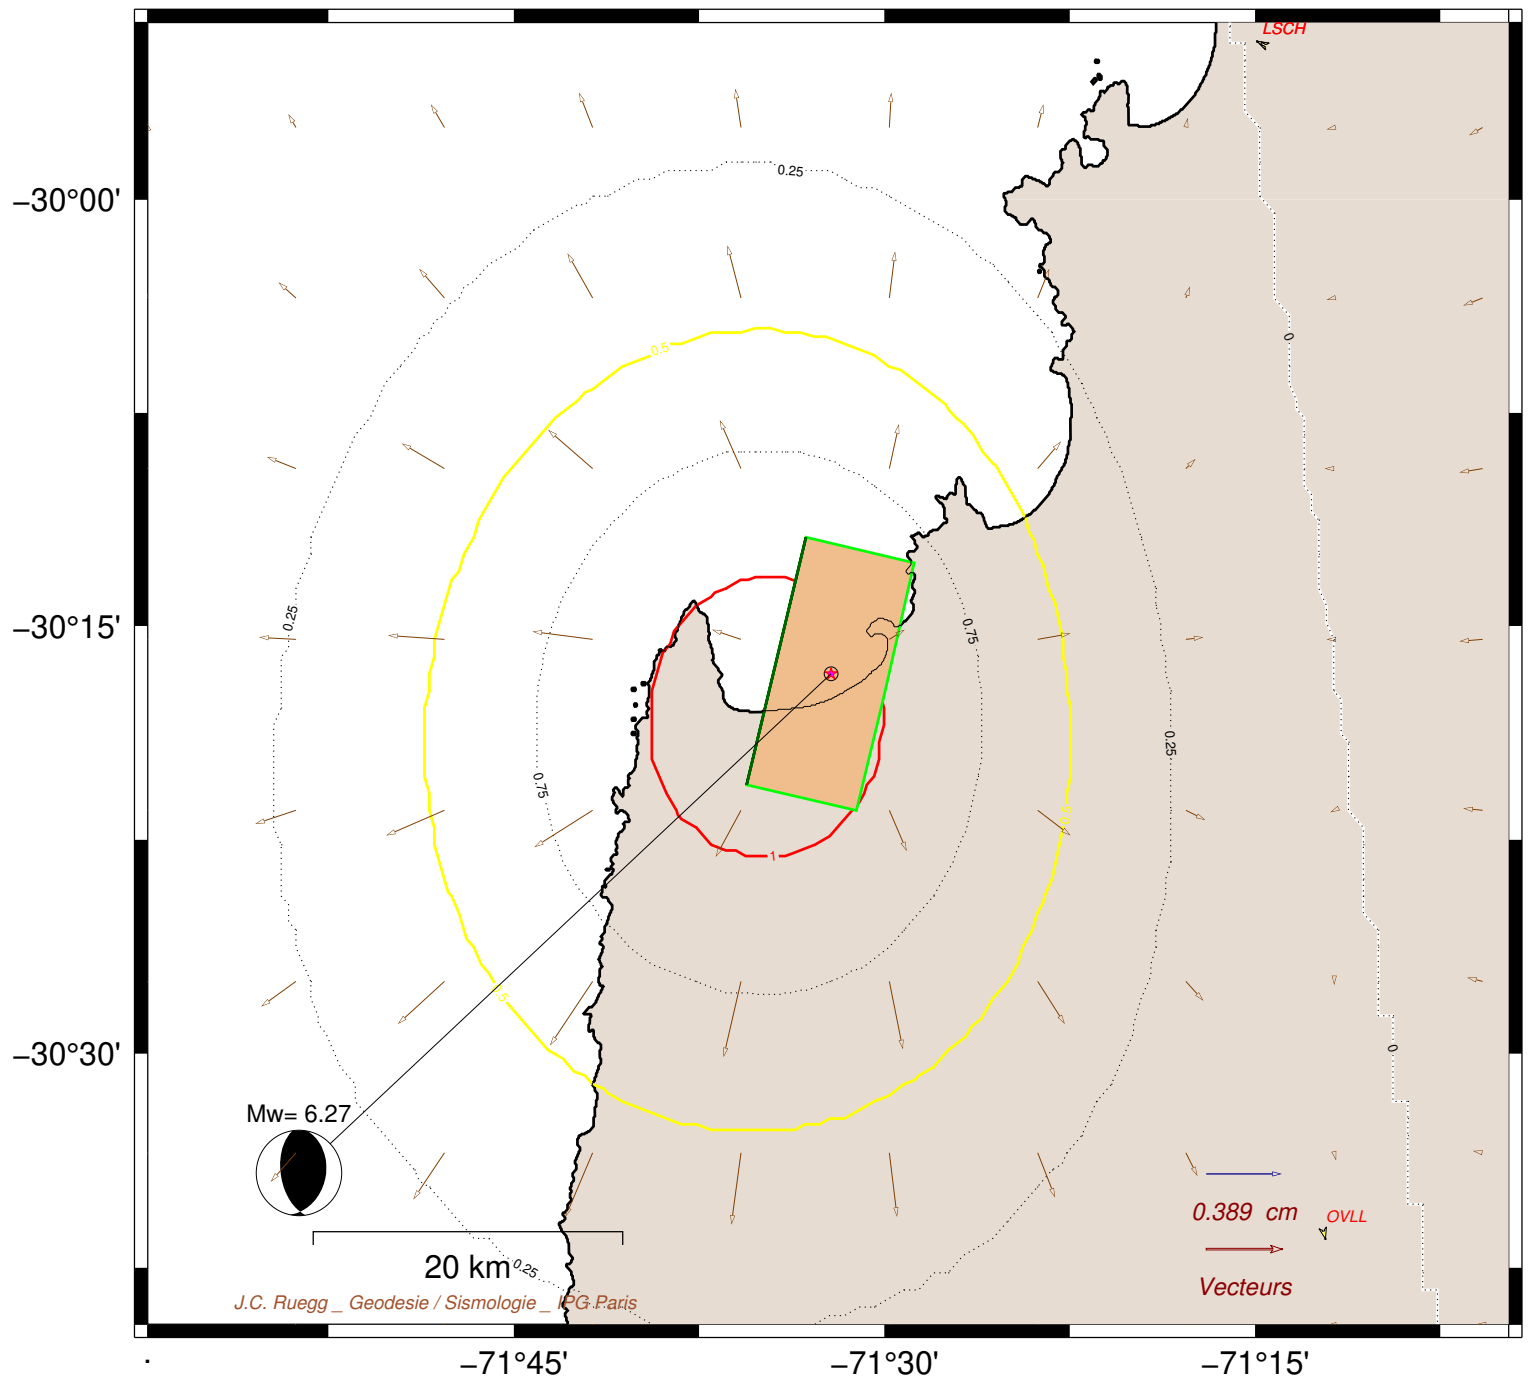 LSCH
0.25
−30°00'
0
0.5
0.25
−30°15'
0.75
0.25
0.75
0.5
1
0.5
−30°30'
0
Mw= 6.27
0.389 cm
OVLL
20 km
0.25
Vecteurs
J.C. Ruegg _ Geodesie / Sismologie _ IPG Paris
−71°45'
−71°30'
−71°15'